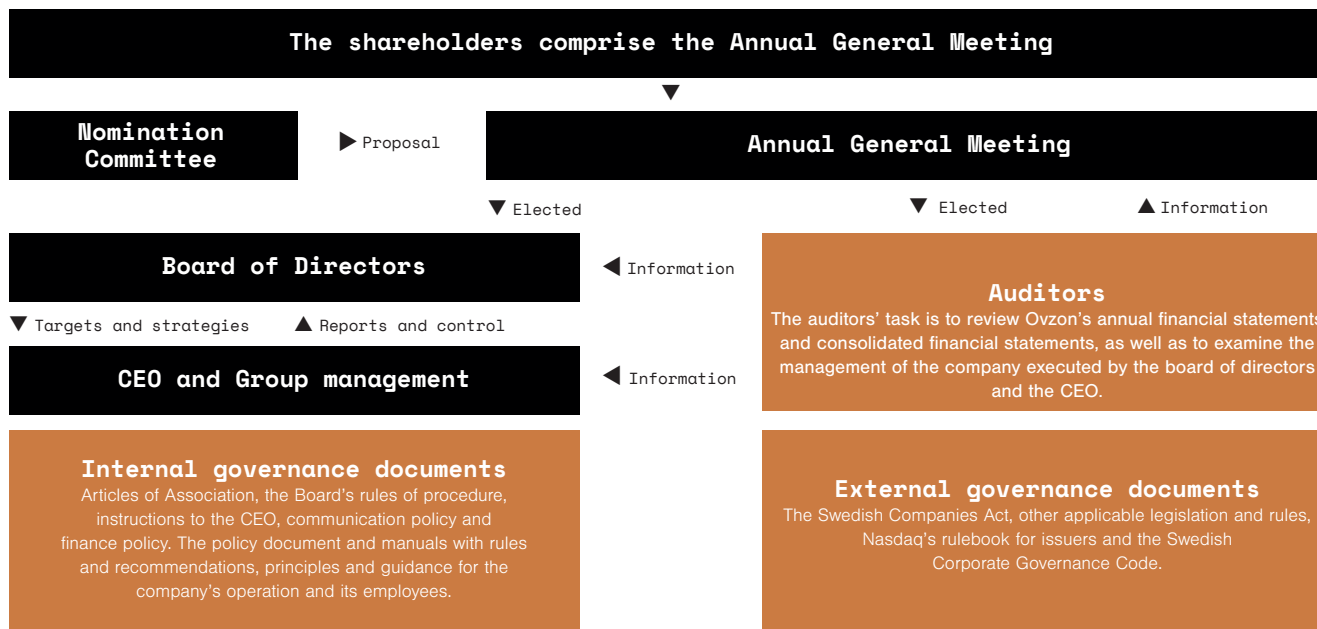 The shareholders comprise the Annual General Meeting
Nomination
Committee
Proposal
Annual General Meeting
Elected
Elected
Information
Board of Directors
Information
Targets and strategies
Reports and control
CEO and Group management
Information
Auditors
The auditors' task is to review Ovzon's annual financial statements
and consolidated financial statements, as well as to examine the
management of the company executed by the board of directors
and the CEO.
Internal governance documents
Articles of Association, the Board's rules of procedure,
instructions to the CEO, communication policy and
finance policy. The policy document and manuals with rules
and recommendations, principles and guidance for the
company's operation and its employees.
External governance documents
The Swedish Companies Act, other applicable legislation and rules,
Nasdaq's rulebook for issuers and the Swedish
Corporate Governance Code.